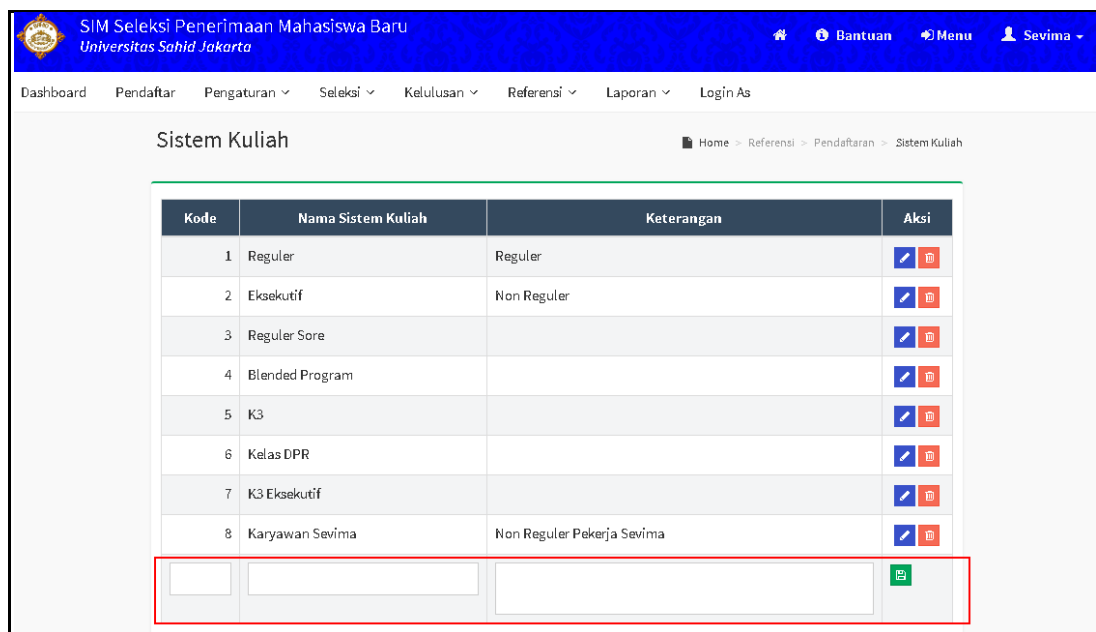 SIM Seleksi Penerimaan Mahasiswa Baru
Universitas Sahid Jakarta
Bantuan Menu Sevima
Dashboard Pendaftar Pengaturan Seleksi Kelulusan Referensi Laporan Login As
Sistem Kuliah
Home > Referensi > Pendaftaran > Sistem Kuliah
Kode Nama Sistem Kuliah Keterangan Aksi
1 Reguler Reguler
2 Eksekutif Non Reguler
3 Reguler Sore
4 Blended Program
5 K3
6 Kelas DPR
7 K3 Eksekutif
8 Karyawan Sevima Non Reguler Pekerja Sevima